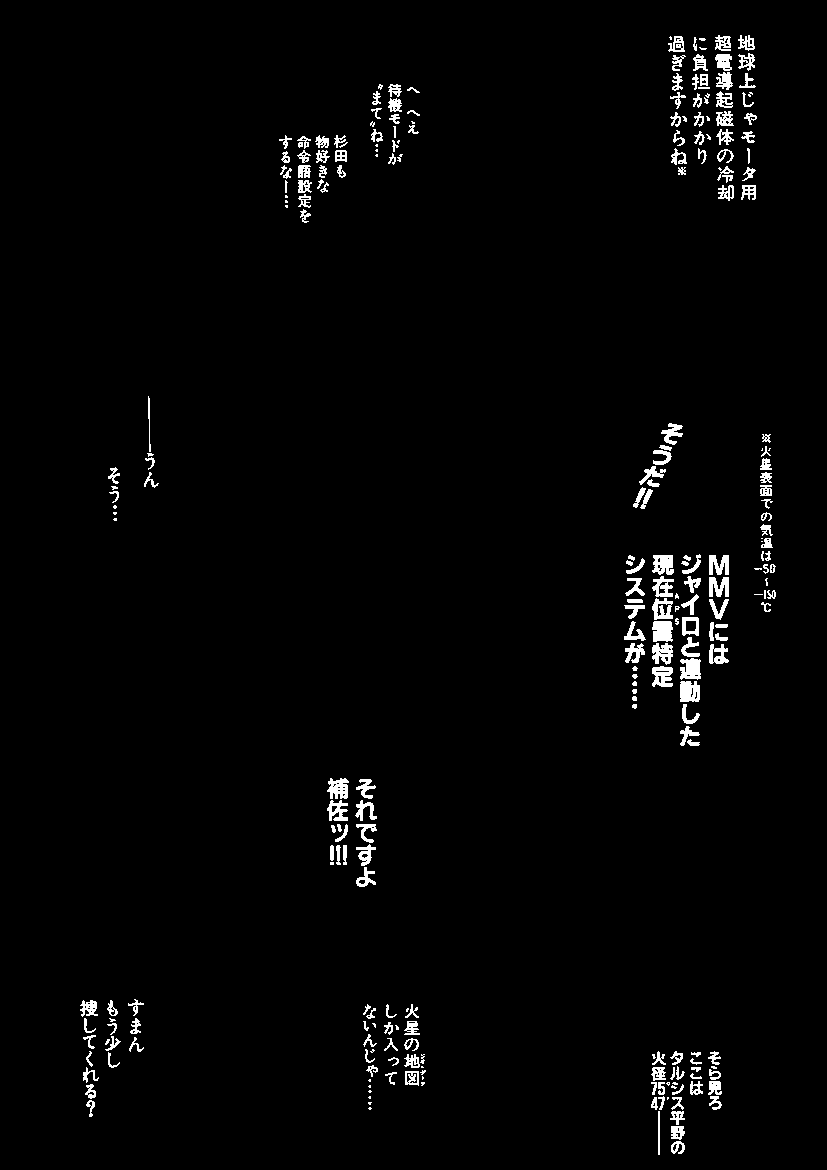 地球上じゃモータ用
超電導起磁体の冷却
に負担がかかり
過ぎますからね※
へへえ
待機モードが
〝まて〟ね…
杉田も
物好きな
命令語設定を
するなー…
※火星表面での気温は−50~−150℃
そうだ!!
MMVには
ジャイロと連動した
現在位置特定
APS
システムが……
──うん
そう…
それですよ
補佐ッ!!!
そら見ろ
ここは
タルシス平野の
火径75°47′──
火星の地図
しか入って
ないんじゃ……
すまん
もう少し
捜してくれる?